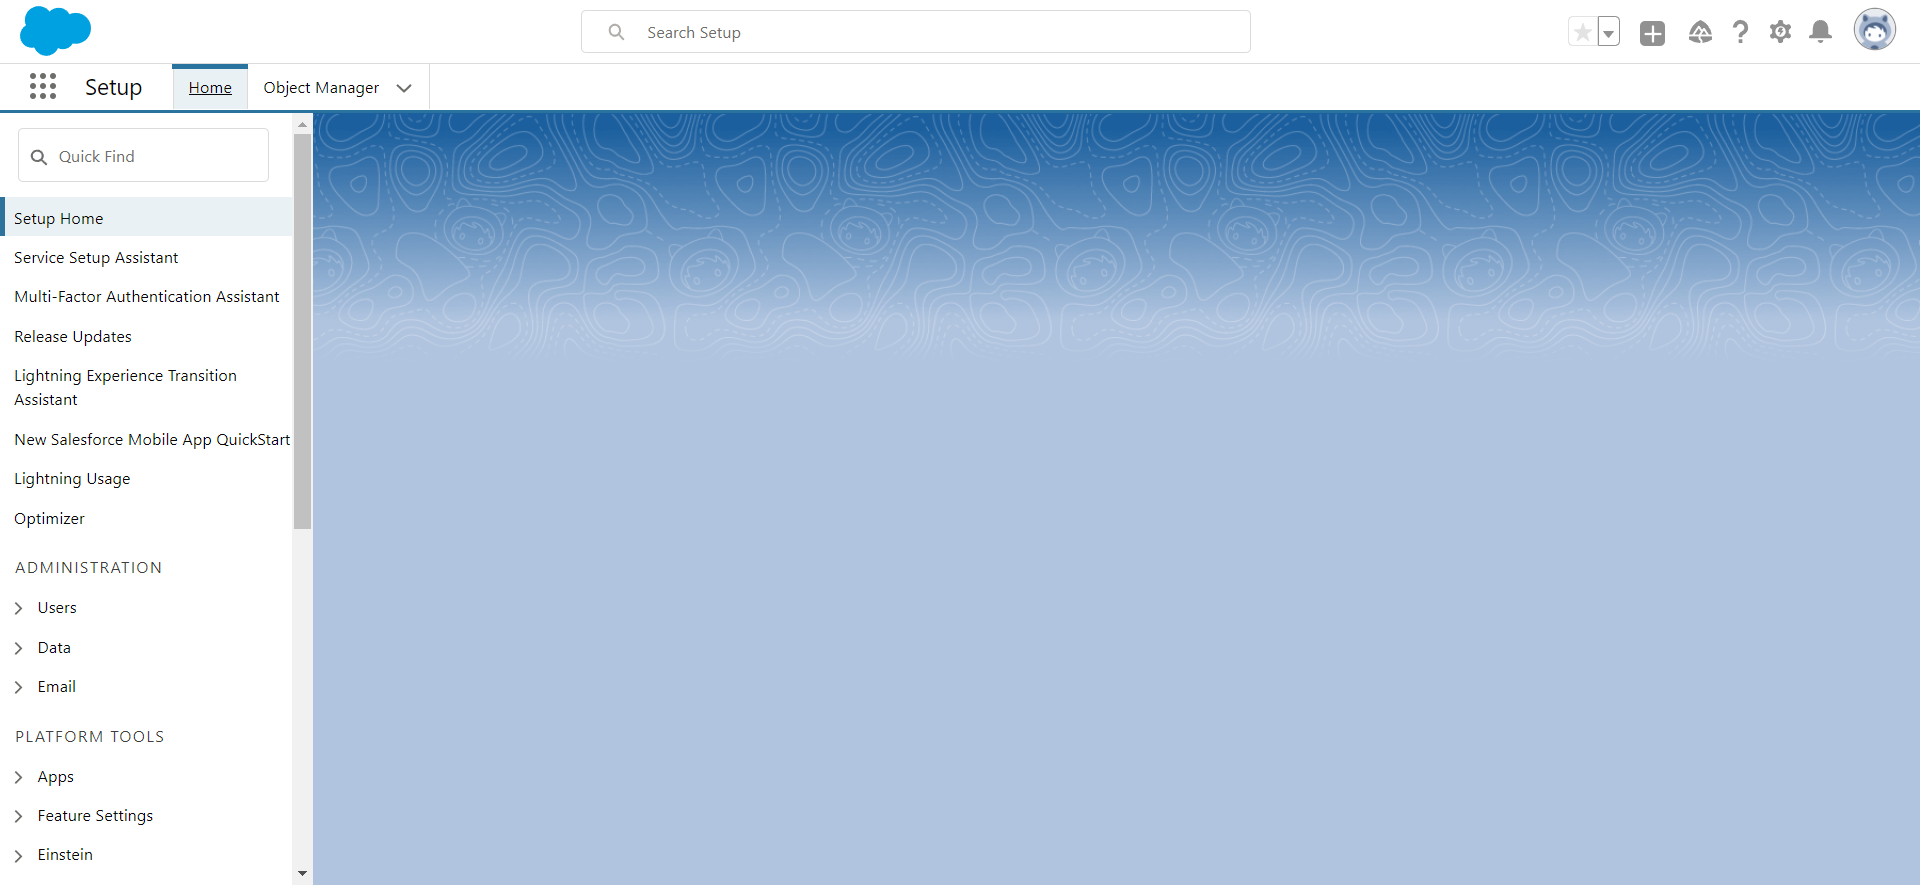 Search Setup
Setup
Home
Object Manager
Quick Find
Setup Home
Service Setup Assistant
Multi-Factor Authentication Assistant
Release Updates
Lightning Experience Transition
Assistant
New Salesforce Mobile App QuickStart
Lightning Usage
Optimizer
ADMINISTRATION
Users
Data
Email
PLATFORM TOOLS
Apps
Feature Settings
Einstein